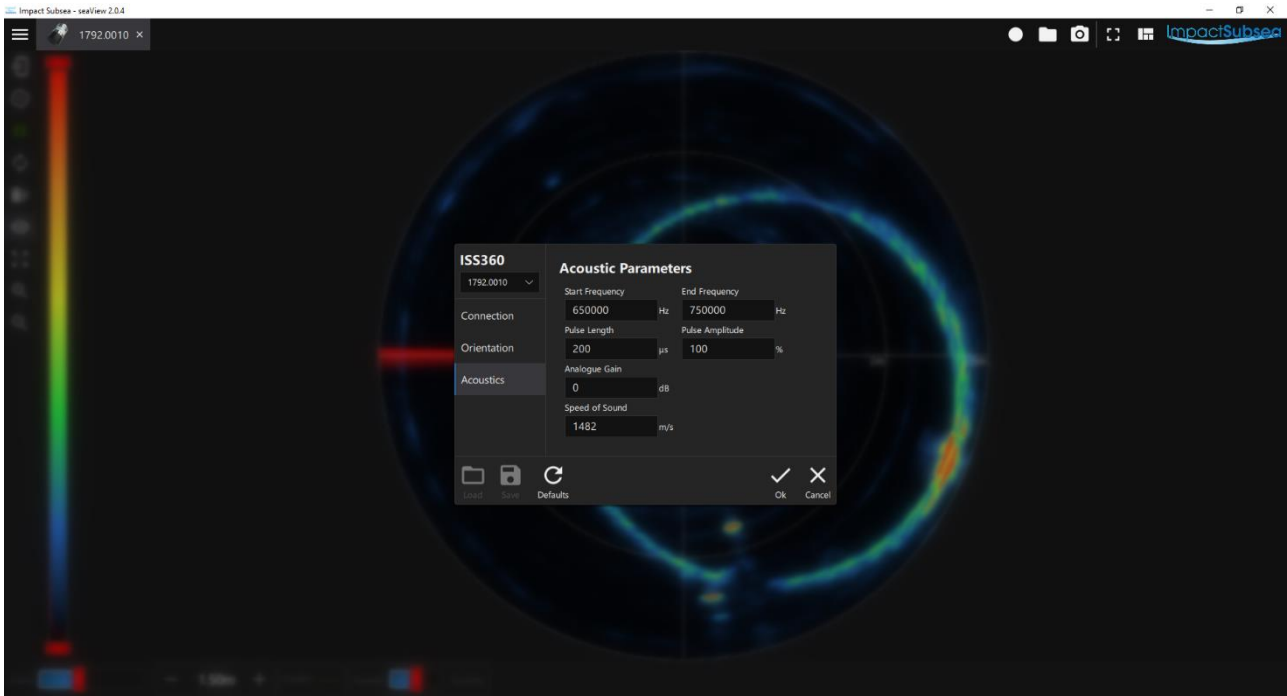 Impact Subsea - seaView 2.0.4
1792.0010
ImpactSubsea
ISS360
1792.0010
Connection
Orientation
Acoustics
Acoustic Parameters
Start Frequency End Frequency
650000 Hz 750000 Hz
Pulse Length Pulse Amplitude
200 µs 100 %
Analogue Gain
0 dB
Speed of Sound
1482 m/s
Load Save Defaults Ok Cancel
1.50m